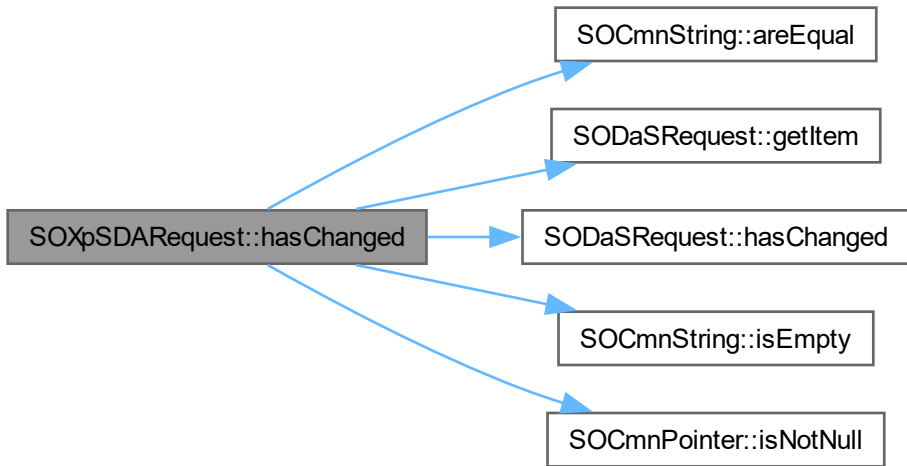 SOCmnString::areEqual
SODaSRequest::getItem
SOXpSDARequest::hasChanged
SODaSRequest::hasChanged
SOCmnString::isEmpty
SOCmnPointer::isNotNull